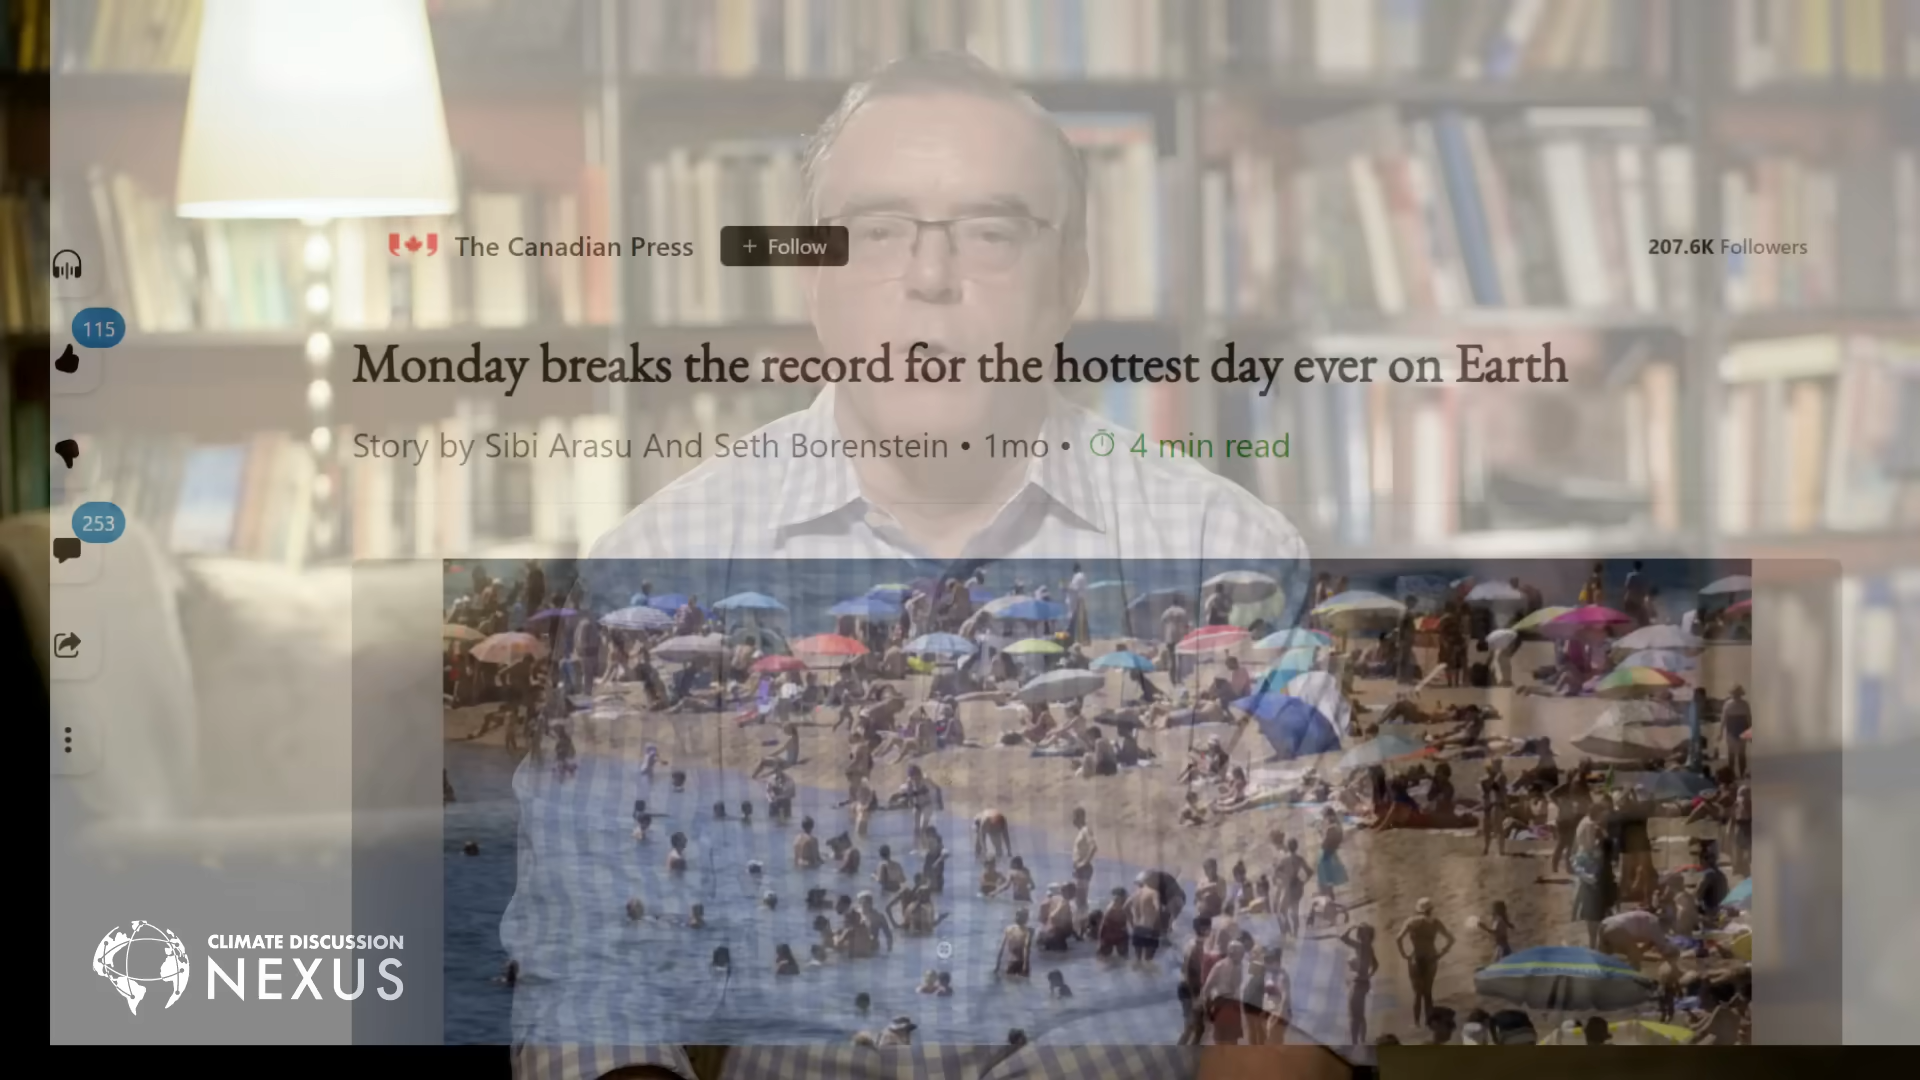 The Canadian Press
+ Follow
207.6K Followers
115
Monday breaks the record for the hottest day ever on Earth
Story by Sibi Arasu And Seth Borenstein • 1mo • 4 min read
253
CLIMATE DISCUSSION
NEXUS